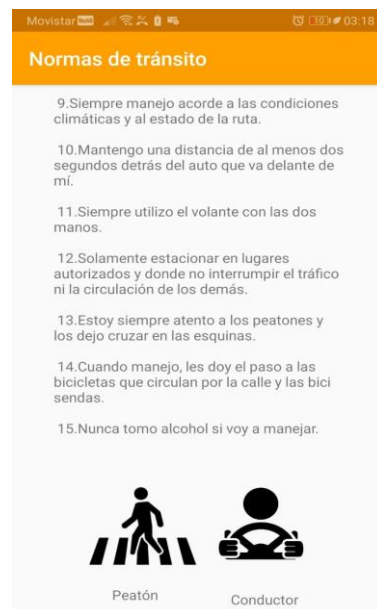 Movistar 10 03:18
Normas de tránsito
9.Siempre manejo acorde a las condiciones
climáticas y al estado de la ruta.
10.Mantengo una distancia de al menos dos
segundos detrás del auto que va delante de
mí.
11.Siempre utilizo el volante con las dos
manos.
12.Solamente estacionar en lugares
autorizados y donde no interrumpir el tráfico
ni la circulación de los demás.
13.Estoy siempre atento a los peatones y
los dejo cruzar en las esquinas.
14.Cuando manejo, les doy el paso a las
bicicletas que circulan por la calle y las bici
sendas.
15.Nunca tomo alcohol si voy a manejar.
Peatón Conductor